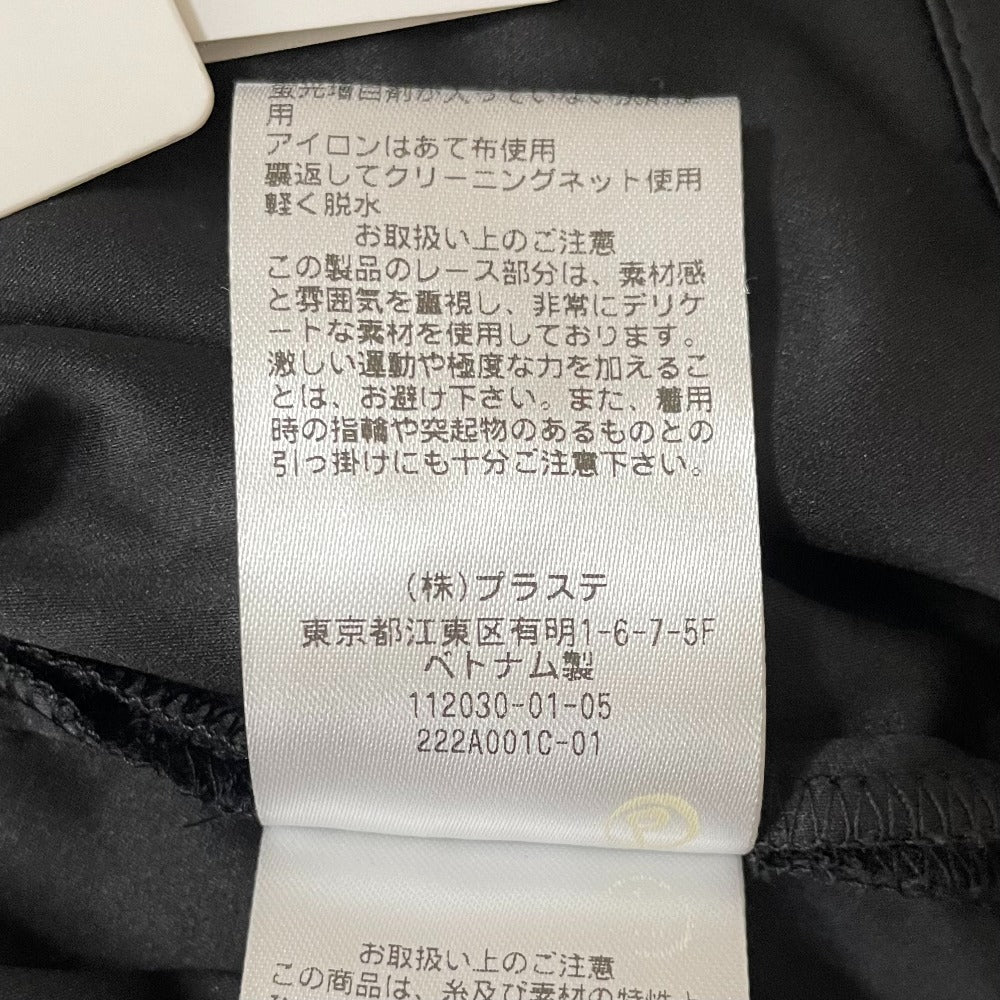 用
アイロンはあて布使用
裏返してクリーニングネット使用
軽く脱水
お取扱い上のご注意
この製品のレース部分は、素材感
と雰囲気を重視し、非常にデリケ
ートな素材を使用しております。
激しい運動や極度な力を加えるこ
とは、お避け下さい。また、着用
時の指輪や突起物のあるものとの
引っ掛けにも十分ご注意下さい。
(株)プラステ
東京都江東区有明1-6-7-5F
ベトナム製
112030-01-05
222A001C-01
お取扱い上のご注意
この商品は、糸及び素材の特性上